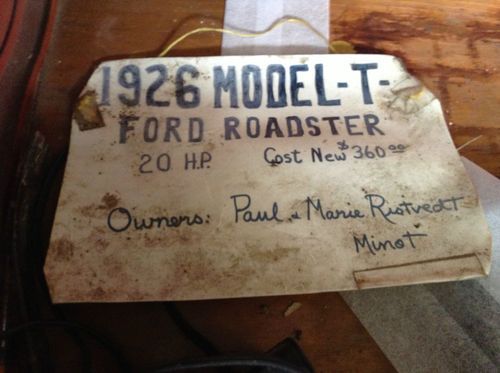 1926 MODEL-T-
FORD ROADSTER
20 H.P. Cost New $360.00
Owners: Paul & Marie Ristvedt
Minot